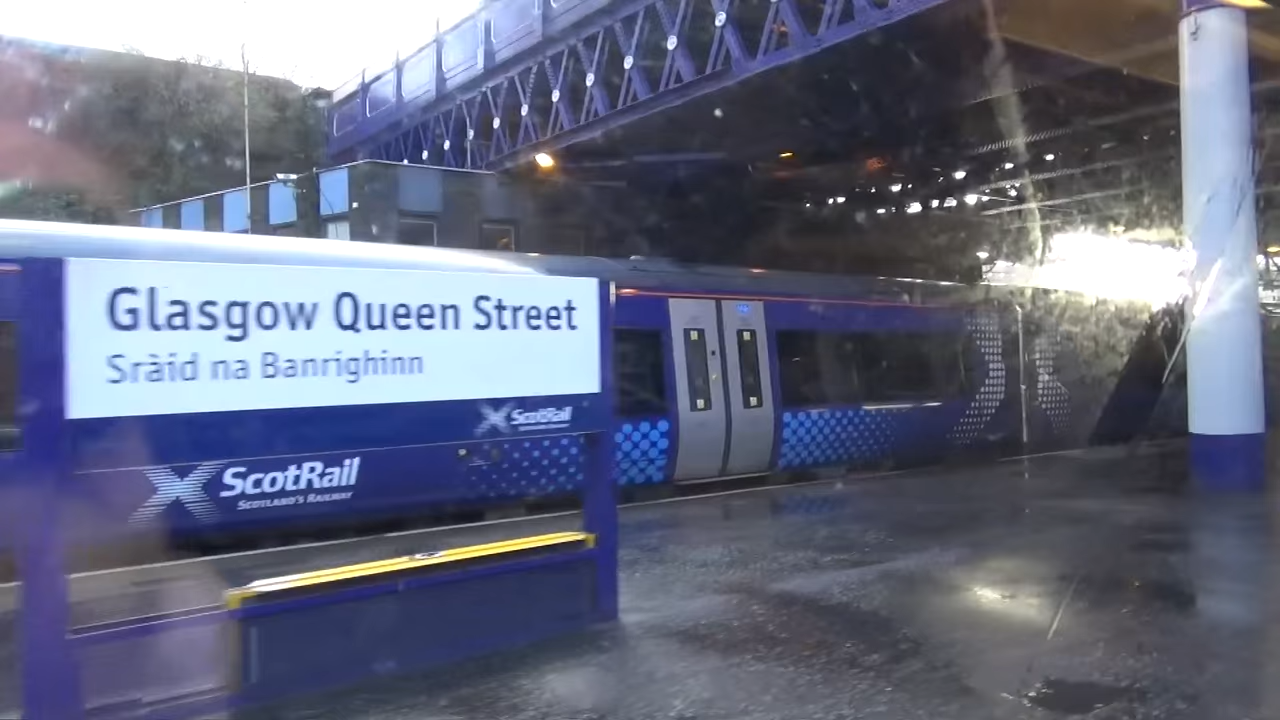 Glasgow Queen Street
Sràid na Banrighinn
ScotRail
ScotRail
SCOTLAND'S RAILWAY